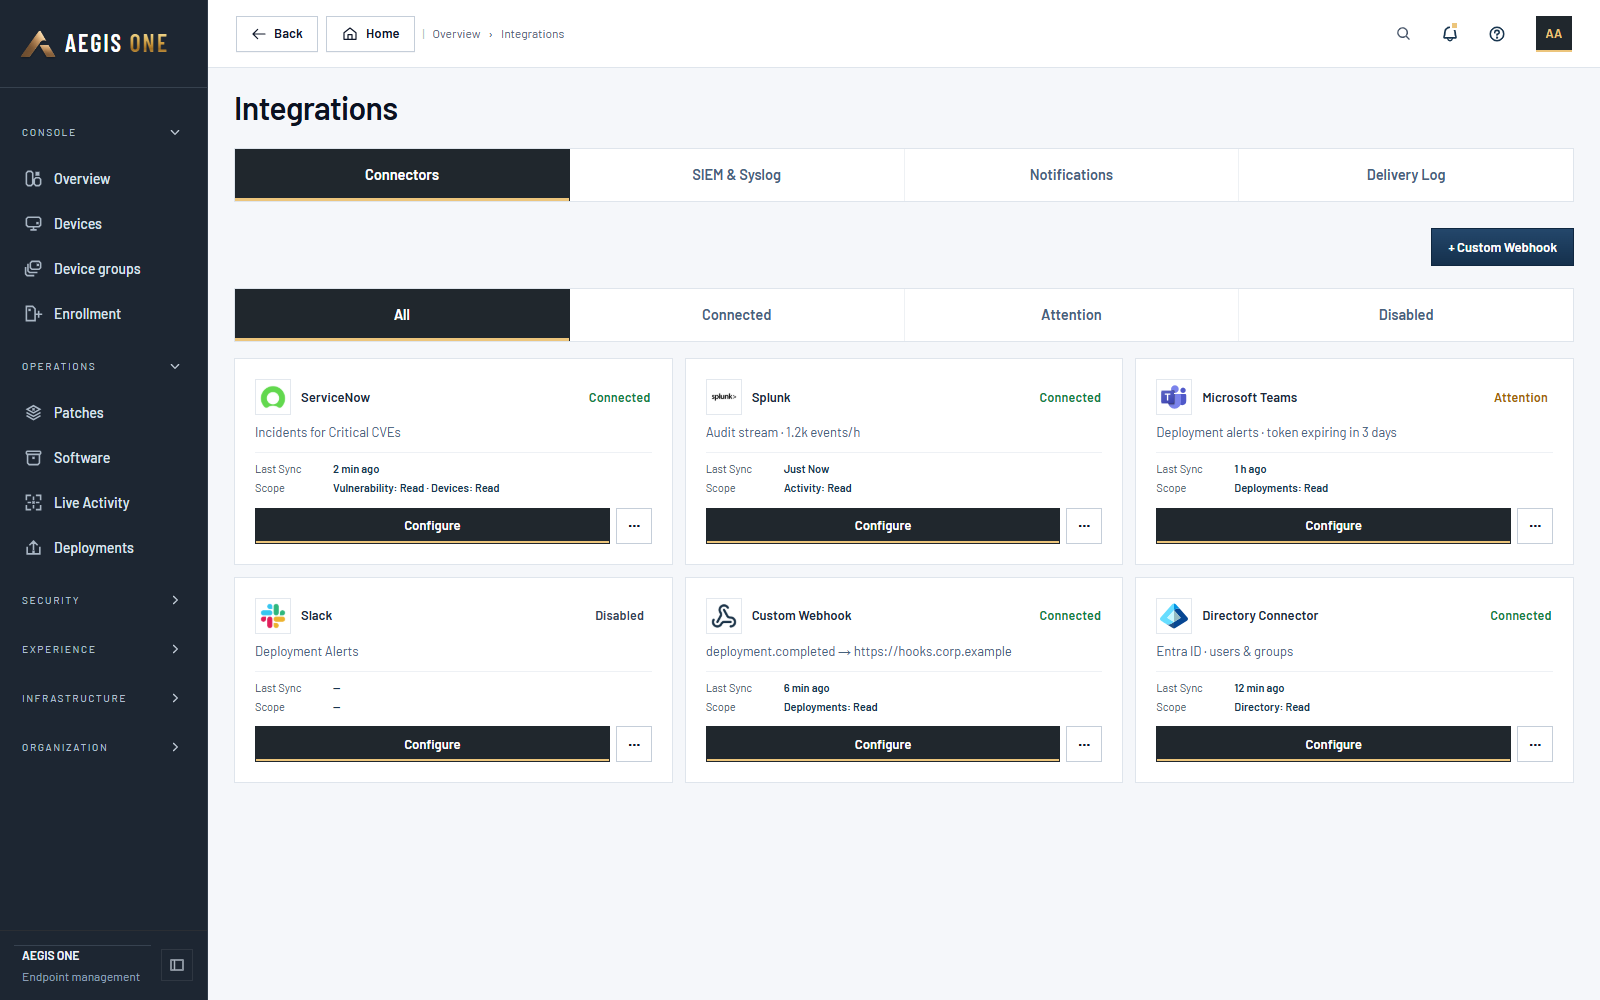 AEGIS ONE
Back
Home
Overview › Integrations
AA
CONSOLE
Overview
Devices
Device groups
Enrollment
OPERATIONS
Patches
Software
Live Activity
Deployments
SECURITY
EXPERIENCE
INFRASTRUCTURE
ORGANIZATION
AEGIS ONE
Endpoint management
Integrations
Connectors
SIEM & Syslog
Notifications
Delivery Log
+ Custom Webhook
All
Connected
Attention
Disabled
ServiceNow
Connected
Incidents for Critical CVEs
Last Sync 2 min ago
Scope Vulnerability: Read · Devices: Read
Configure
...
splunk>
Splunk
Connected
Audit stream · 1.2k events/h
Last Sync Just Now
Scope Activity: Read
Configure
...
T
Microsoft Teams
Attention
Deployment alerts · token expiring in 3 days
Last Sync 1 h ago
Scope Deployments: Read
Configure
...
Slack
Disabled
Deployment Alerts
Last Sync —
Scope —
Configure
...
Custom Webhook
Connected
deployment.completed → https://hooks.corp.example
Last Sync 6 min ago
Scope Deployments: Read
Configure
...
Directory Connector
Connected
Entra ID · users & groups
Last Sync 12 min ago
Scope Directory: Read
Configure
...